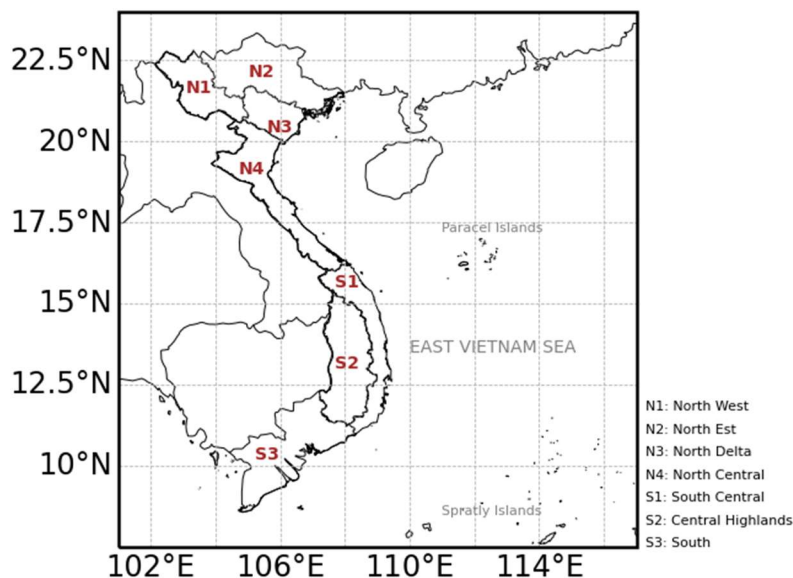 22.5°N
20°N
17.5°N
15°N
12.5°N
10°N
102°E 106°E 110°E 114°E
N1
N2
N3
N4
S1
S2
S3
Paracel Islands
EAST VIETNAM SEA
Spratly Islands
N1: North West
N2: North Est
N3: North Delta
N4: North Central
S1: South Central
S2: Central Highlands
S3: South